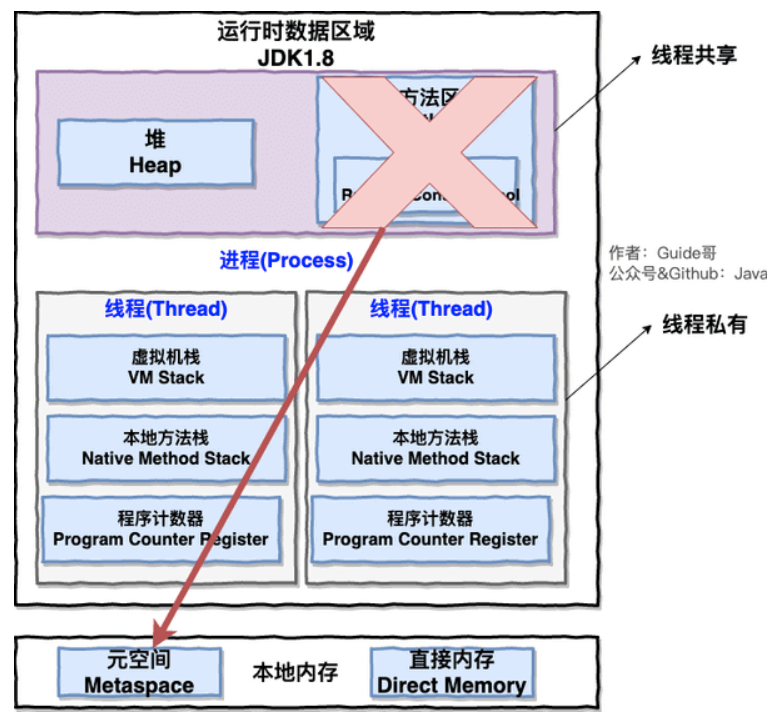 运行时数据区域
JDK1.8
线程共享
堆
Heap
方法区
进程(Process)
作者：Guide哥
公众号&Github：Java
线程(Thread)
线程(Thread)
线程私有
虚拟机栈
VM Stack
虚拟机栈
VM Stack
本地方法栈
Native Method Stack
本地方法栈
Native Method Stack
程序计数器
Program Counter Register
程序计数器
Program Counter Register
元空间
Metaspace
本地内存
直接内存
Direct Memory